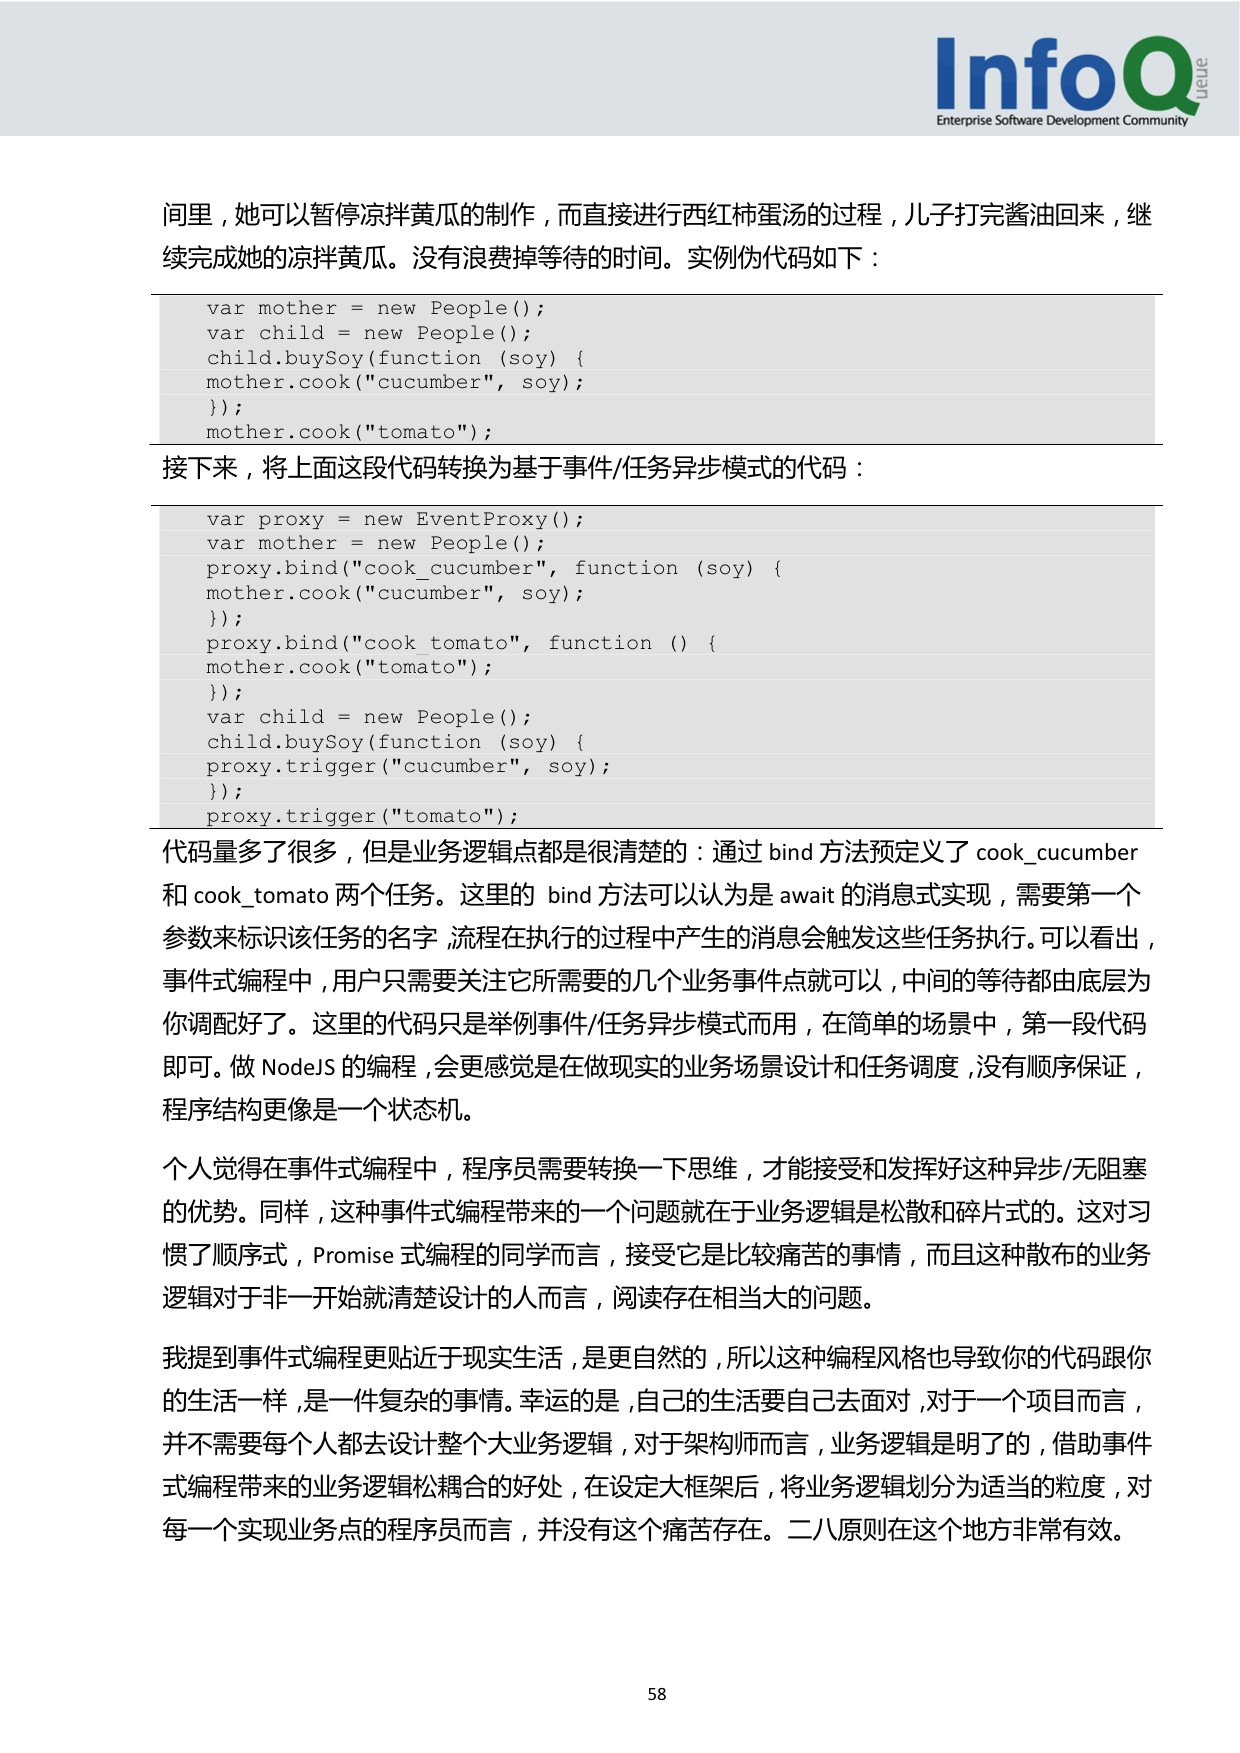 InfoQ
ueue
Enterprise Software Development Community
间里，她可以暂停凉拌黄瓜的制作，而直接进行西红柿蛋汤的过程，儿子打完酱油回来，继
续完成她的凉拌黄瓜。没有浪费掉等待的时间。实例伪代码如下：
var mother = new People();
var child = new People();
child.buySoy(function (soy) {
mother.cook("cucumber", soy);
});
mother.cook("tomato");
接下来，将上面这段代码转换为基于事件/任务异步模式的代码：
var proxy = new EventProxy();
var mother = new People();
proxy.bind("cook_cucumber", function (soy) {
mother.cook("cucumber", soy);
});
proxy.bind("cook_tomato", function () {
mother.cook("tomato");
});
var child = new People();
child.buySoy(function (soy) {
proxy.trigger("cucumber", soy);
});
proxy.trigger("tomato");
代码量多了很多，但是业务逻辑点都是很清楚的：通过 bind 方法预定义了 cook_cucumber
和 cook_tomato 两个任务。这里的 bind 方法可以认为是 await 的消息式实现，需要第一个
参数来标识该任务的名字，流程在执行的过程中产生的消息会触发这些任务执行。可以看出，
事件式编程中，用户只需要关注它所需要的几个业务事件点就可以，中间的等待都由底层为
你调配好了。这里的代码只是举例事件/任务异步模式而用，在简单的场景中，第一段代码
即可。做 NodeJS 的编程，会更感觉是在做现实的业务场景设计和任务调度，没有顺序保证，
程序结构更像是一个状态机。
个人觉得在事件式编程中，程序员需要转换一下思维，才能接受和发挥好这种异步/无阻塞
的优势。同样，这种事件式编程带来的一个问题就在于业务逻辑是松散和碎片式的。这对习
惯了顺序式，Promise 式编程的同学而言，接受它是比较痛苦的事情，而且这种散布的业务
逻辑对于非一开始就清楚设计的人而言，阅读存在相当大的问题。
我提到事件式编程更贴近于现实生活，是更自然的，所以这种编程风格也导致你的代码跟你
的生活一样，是一件复杂的事情。幸运的是，自己的生活要自己去面对，对于一个项目而言，
并不需要每个人都去设计整个大业务逻辑，对于架构师而言，业务逻辑是明了的，借助事件
式编程带来的业务逻辑松耦合的好处，在设定大框架后，将业务逻辑划分为适当的粒度，对
每一个实现业务点的程序员而言，并没有这个痛苦存在。二八原则在这个地方非常有效。
58